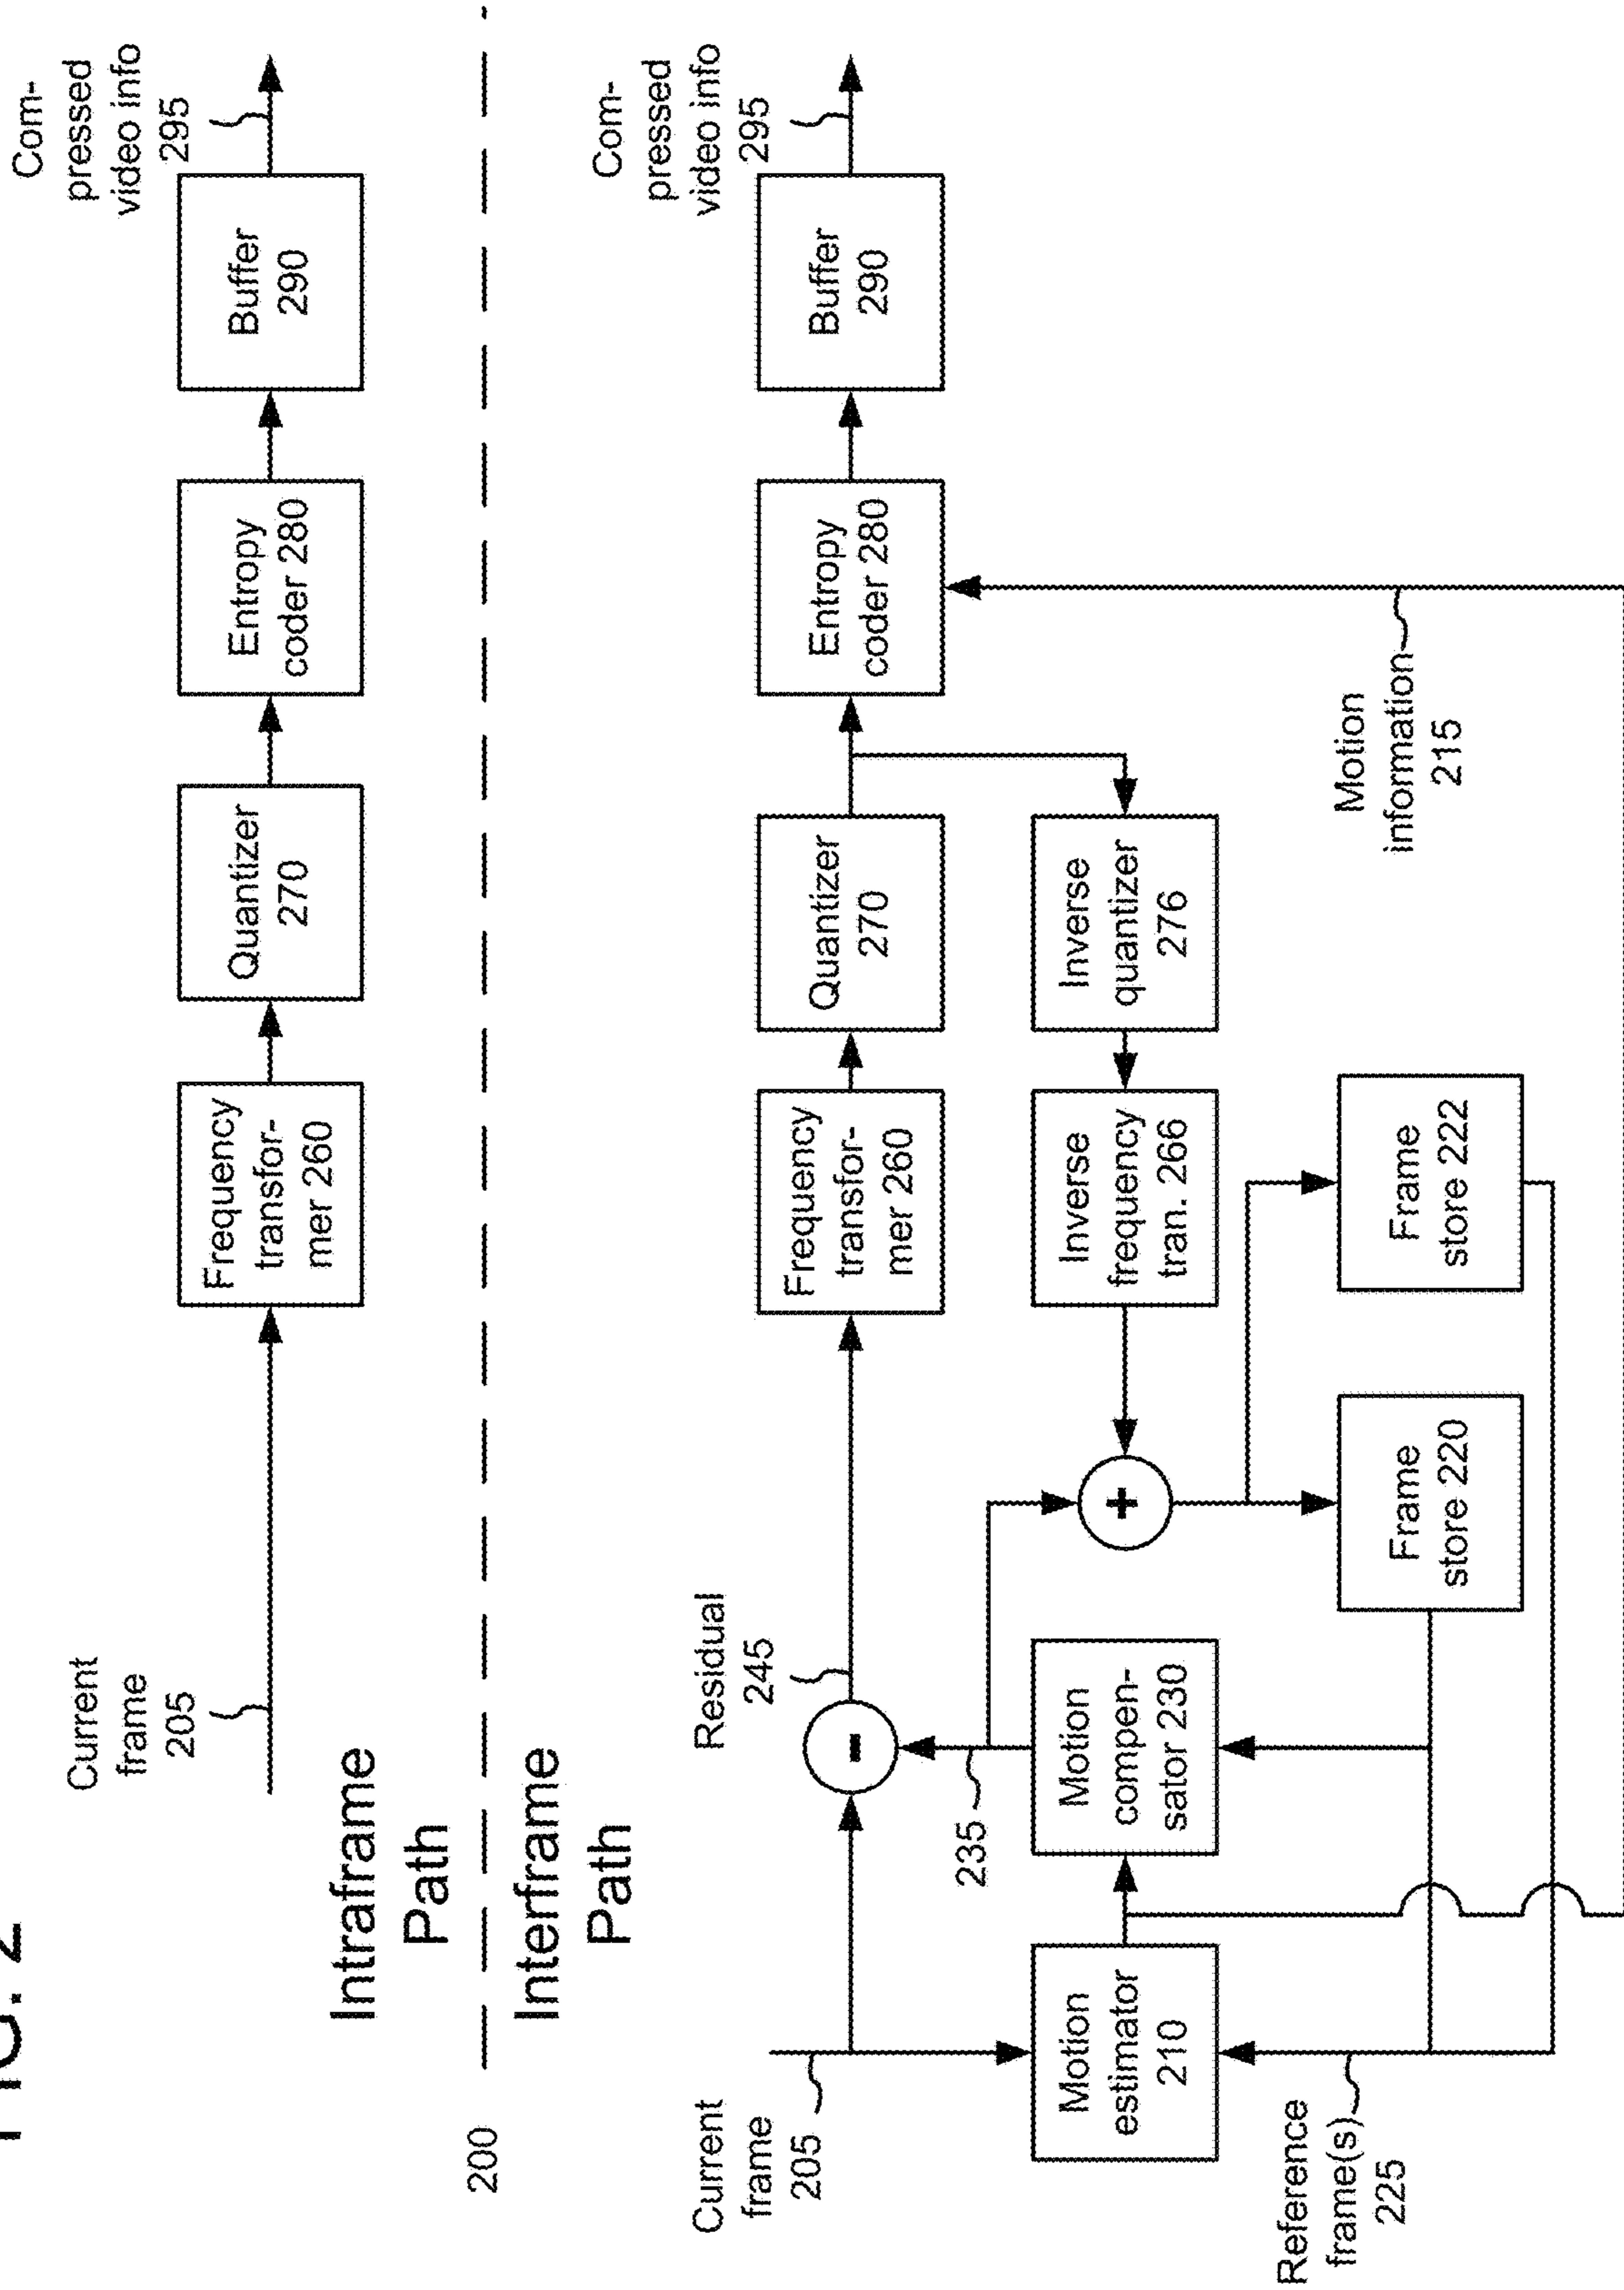 FIG. 2
Current
frame
205
Frequency
transfor-
mer 260
Quantizer
270
Entropy
coder 280
Buffer
290
Com-
pressed
video info
295
Intraframe
Path
200
Interframe
Path
Current
frame
205
Residual
245
-
Frequency
transfor-
mer 260
Quantizer
270
Entropy
coder 280
Buffer
290
Com-
pressed
video info
295
235
Motion
estimator
210
Motion
compen-
sator 230
+
Inverse
frequency
tran. 266
Inverse
quantizer
276
Reference
frame(s)
225
Frame
store 220
Frame
store 222
Motion
information
215